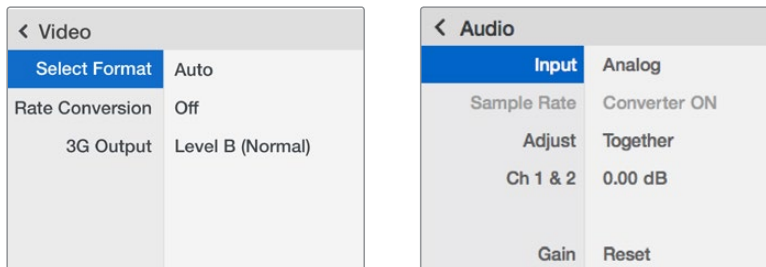 < Video
Select Format Auto
Rate Conversion Off
3G Output Level B (Normal)
< Audio
Input Analog
Sample Rate Converter ON
Adjust Together
Ch 1 & 2 0.00 dB
Gain Reset